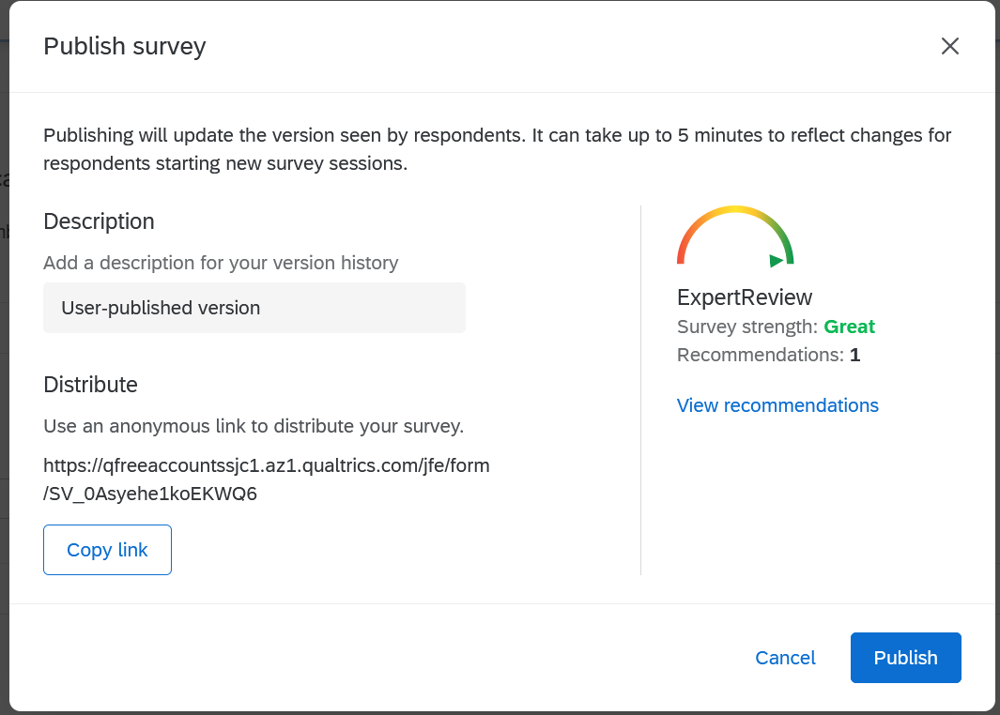 Publish survey
Publishing will update the version seen by respondents. It can take up to 5 minutes to reflect changes for
respondents starting new survey sessions.
Description
Add a description for your version history
User-published version
Distribute
Use an anonymous link to distribute your survey.
https://qfreeaccountssjc1.az1.qualtrics.com/jfe/form
/SV_0Asyehe1koEKWQ6
Copy link
ExpertReview
Survey strength: Great
Recommendations: 1
View recommendations
Cancel
Publish